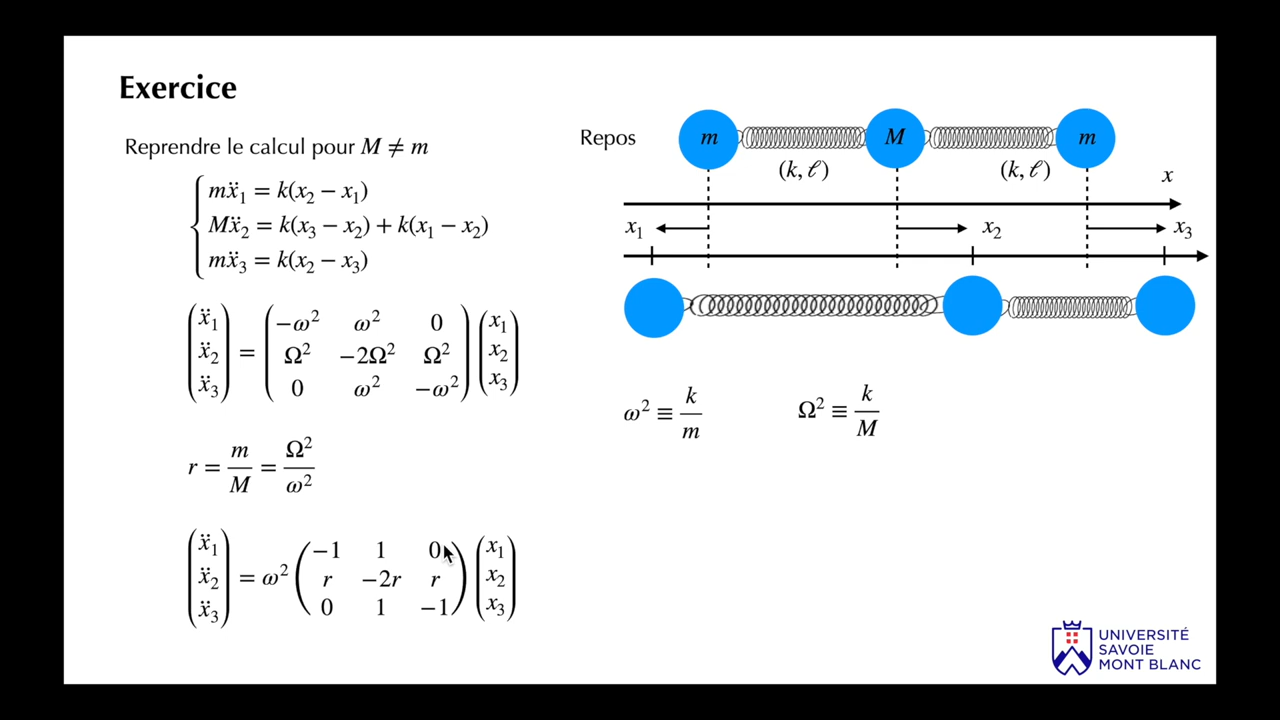 Exercice
Reprendre le calcul pour M ≠ m
mẍ₁ = k(x₂ − x₁)
Mẍ₂ = k(x₃ − x₂) + k(x₁ − x₂)
mẍ₃ = k(x₂ − x₃)
ẍ₁ −ω² ω² 0 x₁
ẍ₂ = Ω² −2Ω² Ω² x₂
ẍ₃ 0 ω² −ω² x₃
r = m/M = Ω²/ω²
ẍ₁ −1 1 0 x₁
ẍ₂ = ω² r −2r r x₂
ẍ₃ 0 1 −1 x₃
Repos m M m
(k, ℓ) (k, ℓ)
x
x₁ x₂ x₃
ω² ≡ k/m Ω² ≡ k/M
UNIVERSITÉ
SAVOIE
MONT BLANC